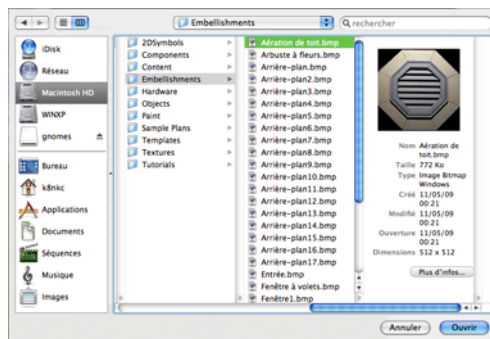 Embellishments
rechercher
iDisk
Réseau
Macintosh HD
WINXP
gnomes
Bureau
k8nkc
Applications
Documents
Séquences
Musique
Images
2DSymbols
Components
Content
Embellishments
Hardware
Objects
Paint
Sample Plans
Templates
Textures
Tutorials
Aération de toit.bmp
Arbuste à fleurs.bmp
Arrière-plan.bmp
Arrière-plan2.bmp
Arrière-plan3.bmp
Arrière-plan4.bmp
Arrière-plan5.bmp
Arrière-plan6.bmp
Arrière-plan7.bmp
Arrière-plan8.bmp
Arrière-plan9.bmp
Arrière-plan10.bmp
Arrière-plan11.bmp
Arrière-plan12.bmp
Arrière-plan13.bmp
Arrière-plan14.bmp
Arrière-plan15.bmp
Arrière-plan16.bmp
Arrière-plan17.bmp
Entrée.bmp
Fenêtre à volets.bmp
Fenêtre1.bmp
Nom Aération de
toit.bmp
Taille 772 Ko
Type Image Bitmap
Windows
Créé 11/05/09
00:21
Modifié 11/05/09
00:21
Ouverture 11/05/09
00:21
Dimensions 512 x 512
Plus d'infos...
Annuler
Ouvrir